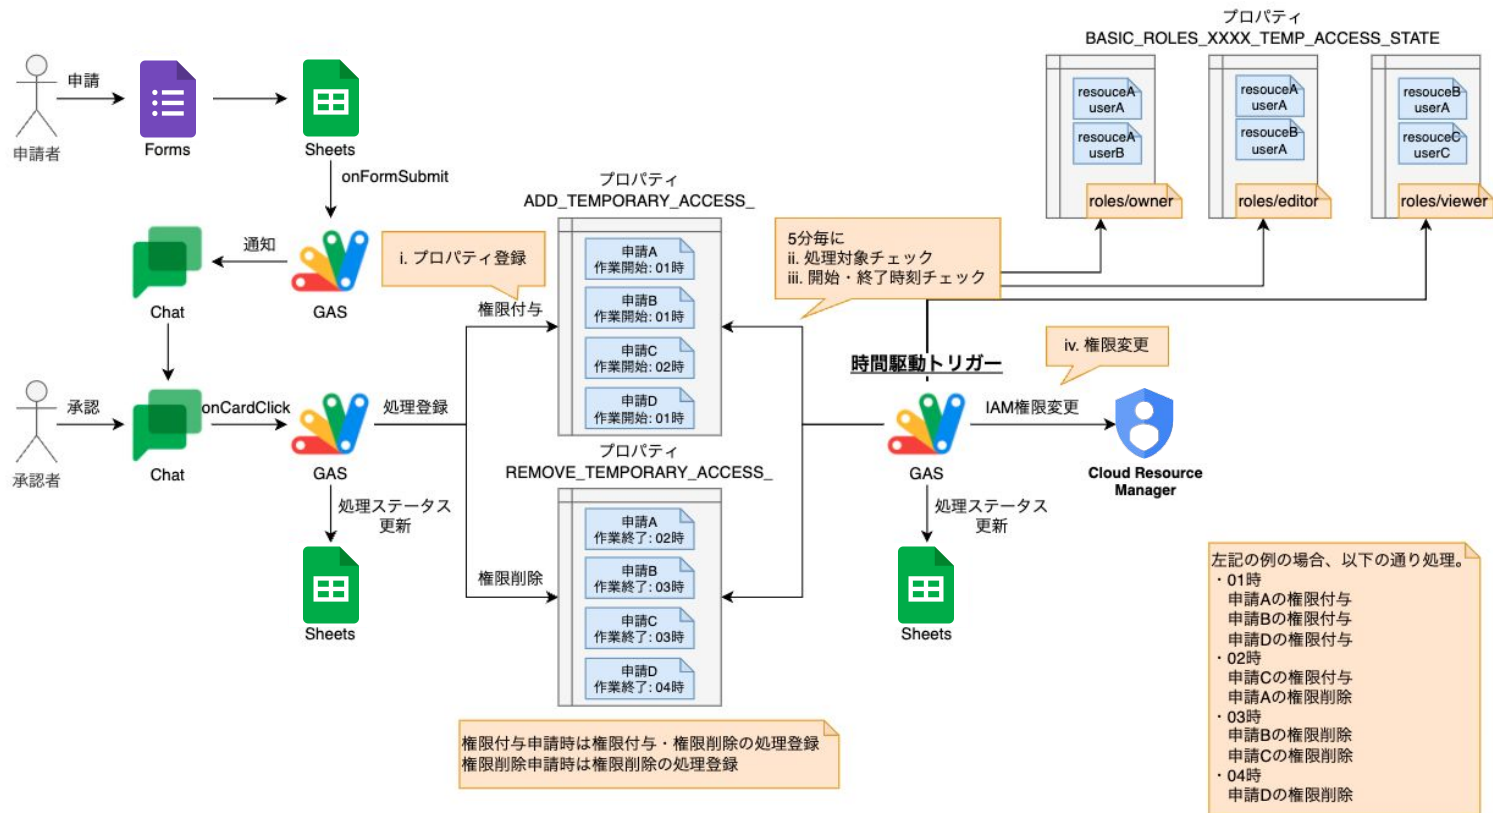 申請
申請者
Forms
Sheets
onFormSubmit
通知
Chat
GAS
i. プロパティ登録
承認
承認者
Chat
onCardClick
GAS
処理登録
処理ステータス
更新
Sheets
権限付与
権限削除
プロパティ
ADD_TEMPORARY_ACCESS_
申請A
作業開始: 01時
申請B
作業開始: 01時
申請C
作業開始: 02時
申請D
作業開始: 01時
プロパティ
REMOVE_TEMPORARY_ACCESS_
申請A
作業終了: 02時
申請B
作業終了: 03時
申請C
作業終了: 03時
申請D
作業終了: 04時
権限付与申請時は権限付与・権限削除の処理登録
権限削除申請時は権限削除の処理登録
5分毎に
ii. 処理対象チェック
iii. 開始・終了時刻チェック
時間駆動トリガー
GAS
処理ステータス
更新
Sheets
IAM権限変更
iv. 権限変更
Cloud Resource
Manager
プロパティ
BASIC_ROLES_XXXX_TEMP_ACCESS_STATE
resouceA
userA
resouceA
userB
roles/owner
resouceA
userA
resouceB
userA
roles/editor
resouceB
userA
resouceC
userC
roles/viewer
左記の例の場合、以下の通り処理。
・01時
申請Aの権限付与
申請Bの権限付与
申請Dの権限付与
・02時
申請Cの権限付与
申請Aの権限削除
・03時
申請Bの権限削除
申請Cの権限削除
・04時
申請Dの権限削除